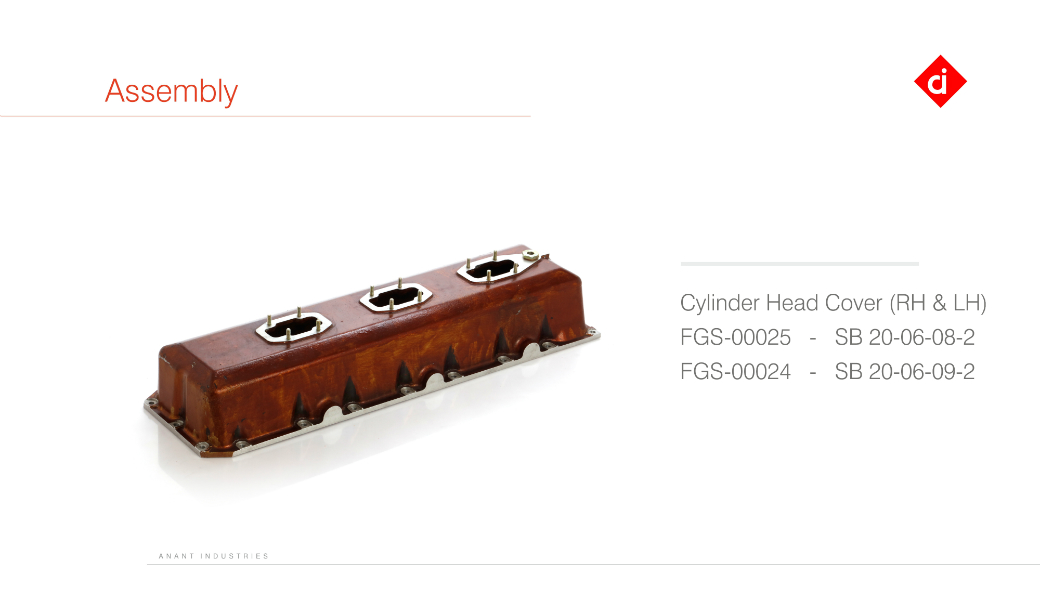 Assembly
ai
Cylinder Head Cover (RH & LH)
FGS-00025 - SB 20-06-08-2
FGS-00024 - SB 20-06-09-2
ANANT INDUSTRIES